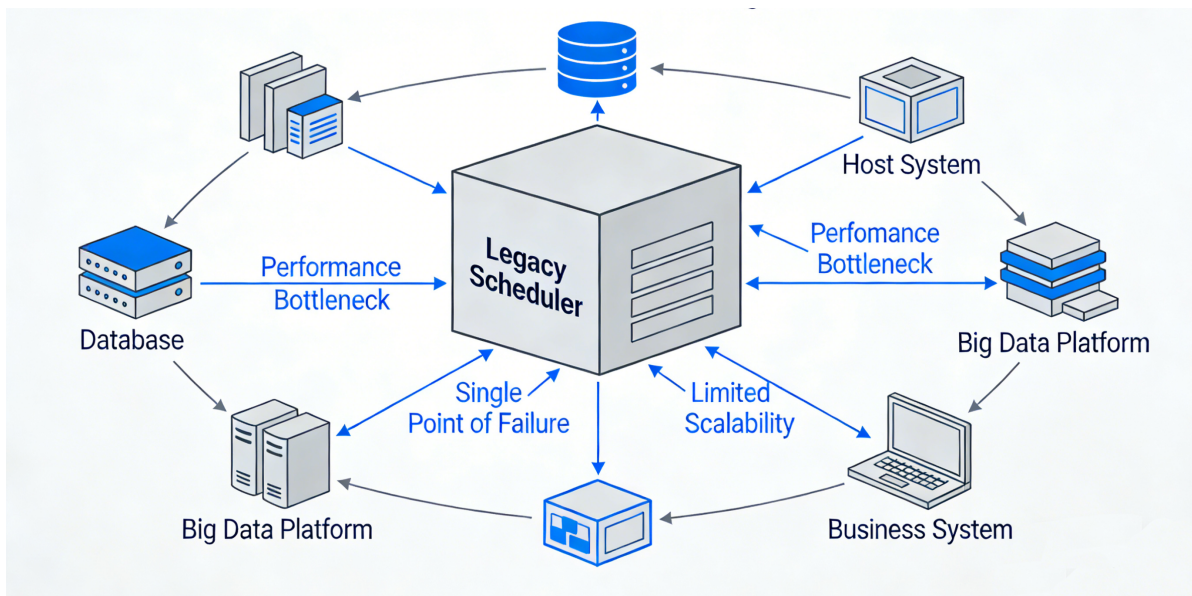 Host System
Legacy
Scheduler
Performance
Bottleneck
Perfomance
Bottleneck
Database
Big Data Platform
Single
Point of Failure
Limited
Scalability
Big Data Platform
Business System